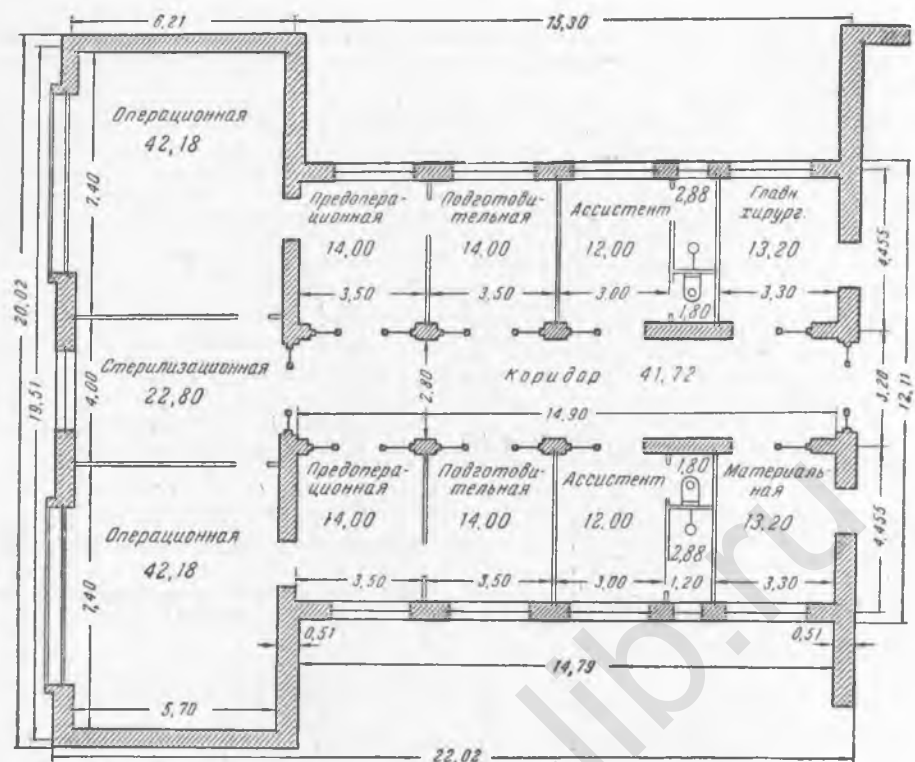 6,21
15,30
Операционная
42,18
7,40
20,02
19,51
Предопера-
ционная
14,00
3,50
Подготови-
тельная
14,00
3,50
Ассистент
12,00
3,00
2,88
1,80
Главн.
хирург.
13,20
3,30
4,455
Стерилизационная
22,80
4,00
2,80
Коридар 41,72
14,90
3,20
12,11
Операционная
42,18
7,40
5,70
Предопера-
ционная
14,00
3,50
Подготови-
тельная
14,00
3,50
Ассистент
12,00
3,00
1,80
2,88
1,20
Материаль-
ная
13,20
3,30
4,455
0,51
0,51
14,79
22,02
lib.ru